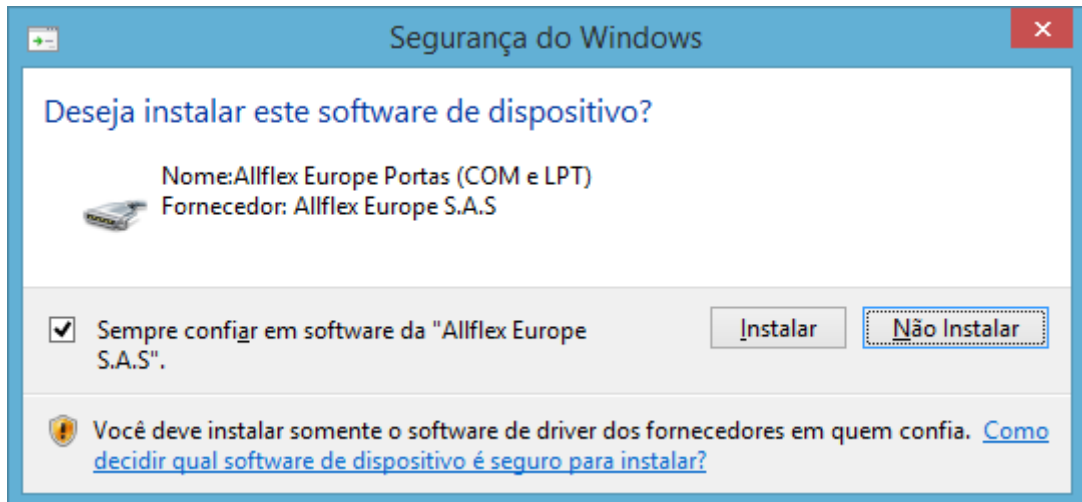 Segurança do Windows
Deseja instalar este software de dispositivo?
Nome:Allflex Europe Portas (COM e LPT)
Fornecedor: Allflex Europe S.A.S
Sempre confiar em software da "Allflex Europe
S.A.S".
Instalar
Não Instalar
Você deve instalar somente o software de driver dos fornecedores em quem confia. Como
decidir qual software de dispositivo é seguro para instalar?